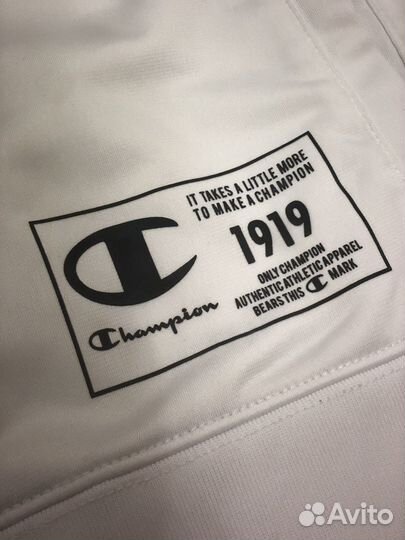 IT TAKES A LITTLE MORE
TO MAKE A CHAMPION
1919
Champion
ONLY CHAMPION
AUTHENTIC ATHLETIC APPAREL
BEARS THIS C MARK
Avito